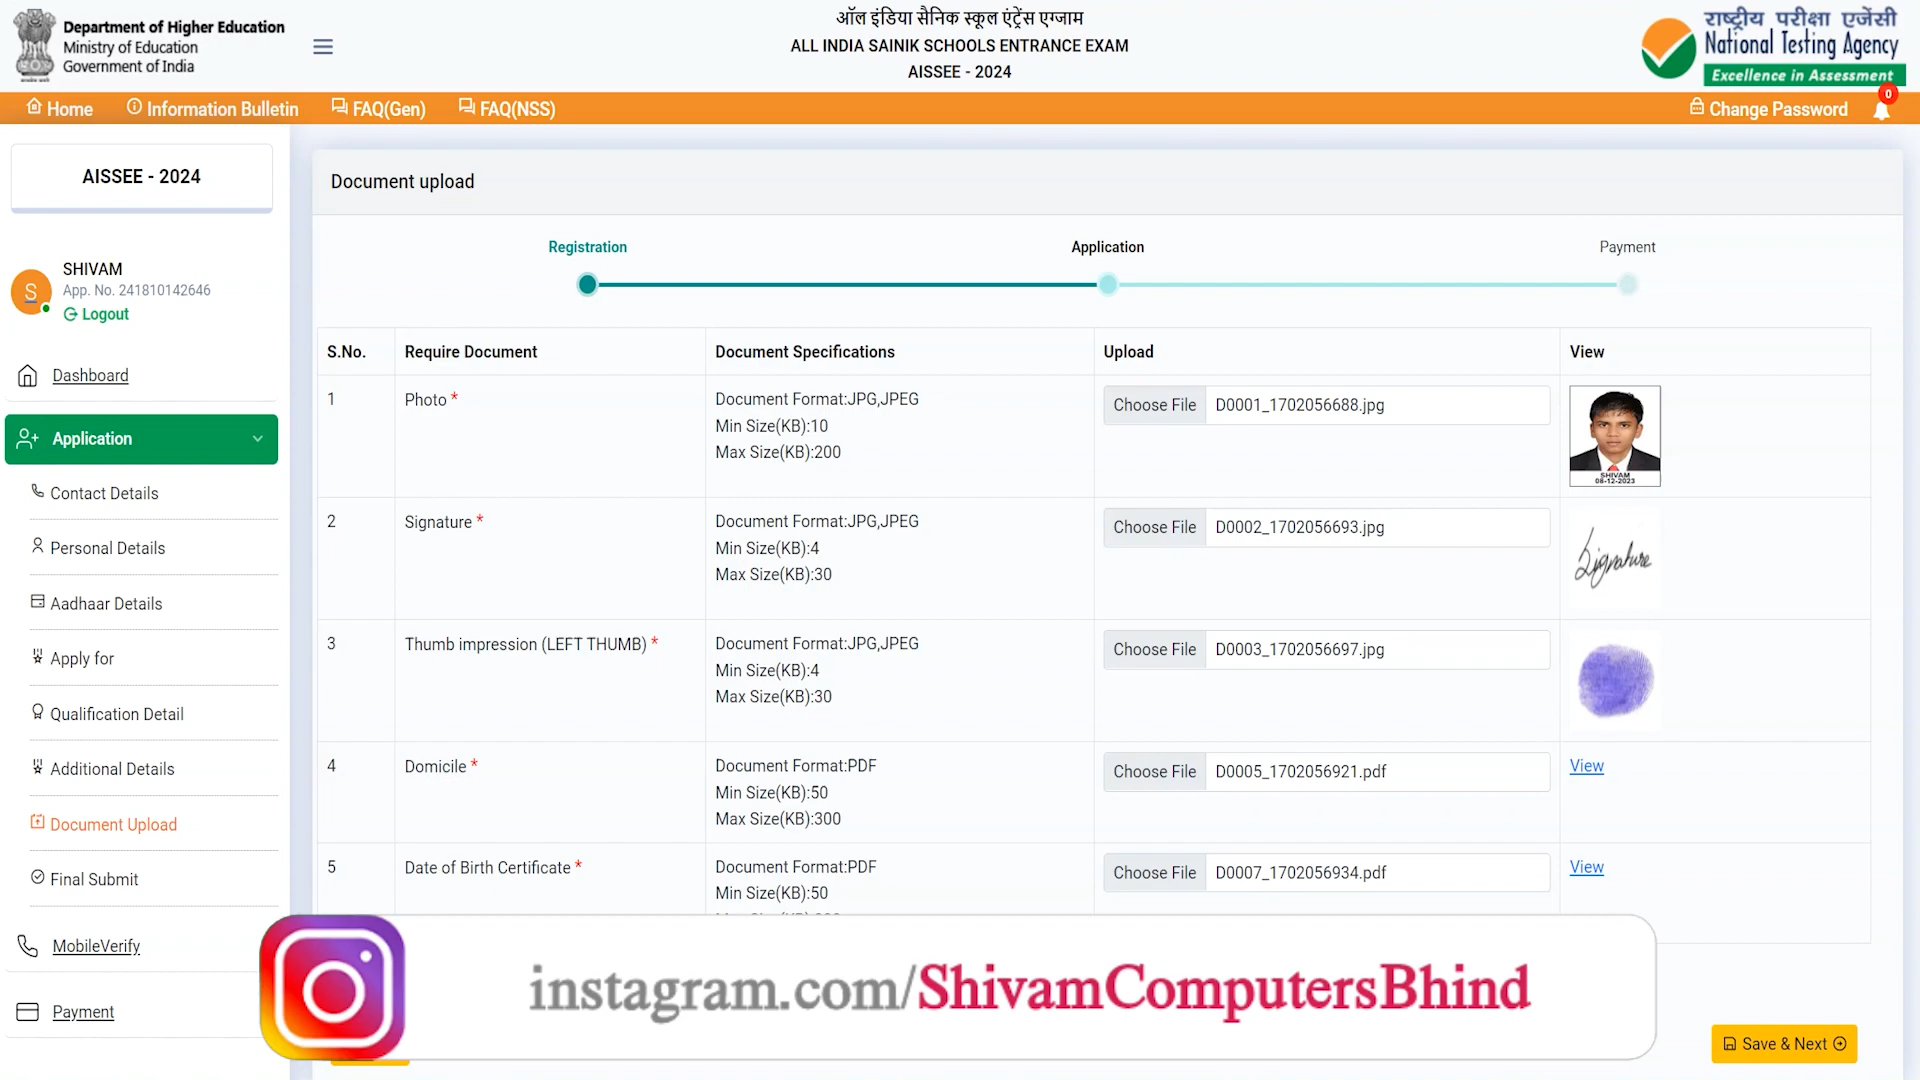 Department of Higher Education
Ministry of Education
Government of India
ऑल इंडिया सैनिक स्कूल एंट्रेंस एग्जाम
ALL INDIA SAINIK SCHOOLS ENTRANCE EXAM
AISSEE - 2024
राष्ट्रीय परीक्षा एजेंसी
National Testing Agency
Excellence in Assessment
Home
Information Bulletin
FAQ(Gen)
FAQ(NSS)
Change Password
0
AISSEE - 2024
S
SHIVAM
App. No. 241810142646
Logout
Dashboard
Application
Contact Details
Personal Details
Aadhaar Details
Apply for
Qualification Detail
Additional Details
Document Upload
Final Submit
MobileVerify
Payment
Document upload
Registration
Application
Payment
S.No.
Require Document
Document Specifications
Upload
View
1
Photo *
Document Format:JPG,JPEG
Min Size(KB):10
Max Size(KB):200
Choose File
D0001_1702056688.jpg
SHIVAM
08-12-2023
2
Signature *
Document Format:JPG,JPEG
Min Size(KB):4
Max Size(KB):30
Choose File
D0002_1702056693.jpg
Signature
3
Thumb impression (LEFT THUMB) *
Document Format:JPG,JPEG
Min Size(KB):4
Max Size(KB):30
Choose File
D0003_1702056697.jpg
4
Domicile *
Document Format:PDF
Min Size(KB):50
Max Size(KB):300
Choose File
D0005_1702056921.pdf
View
5
Date of Birth Certificate *
Document Format:PDF
Min Size(KB):50
Choose File
D0007_1702056934.pdf
View
instagram.com/ShivamComputersBhind
Save & Next